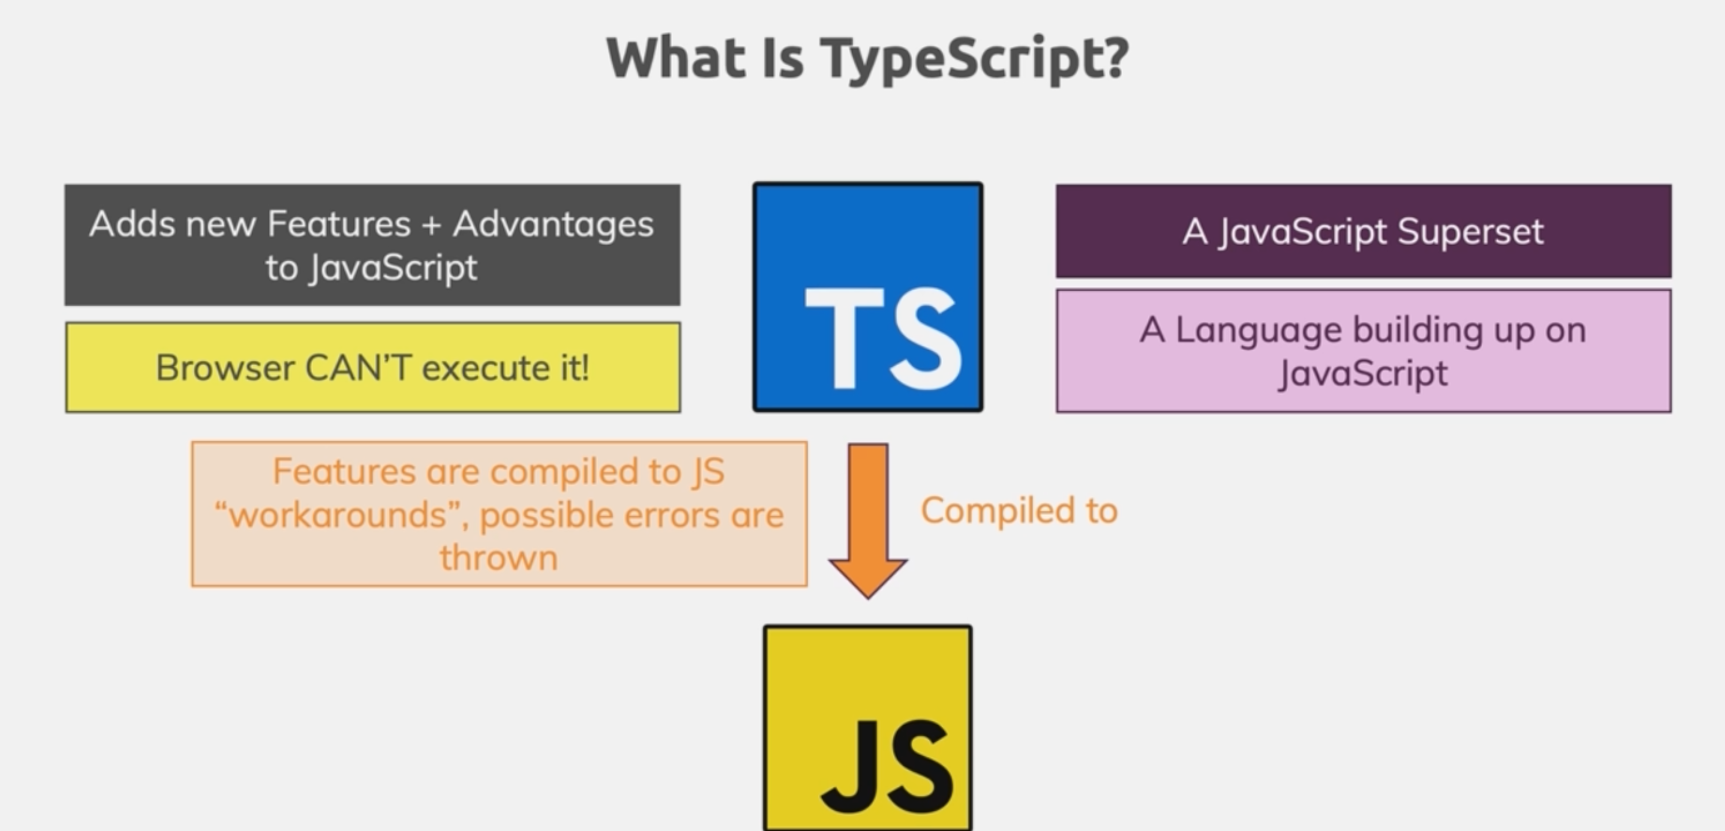 What Is TypeScript?
Adds new Features + Advantages
to JavaScript
Browser CAN’T execute it!
TS
A JavaScript Superset
A Language building up on
JavaScript
Features are compiled to JS
“workarounds”, possible errors are
thrown
Compiled to
JS